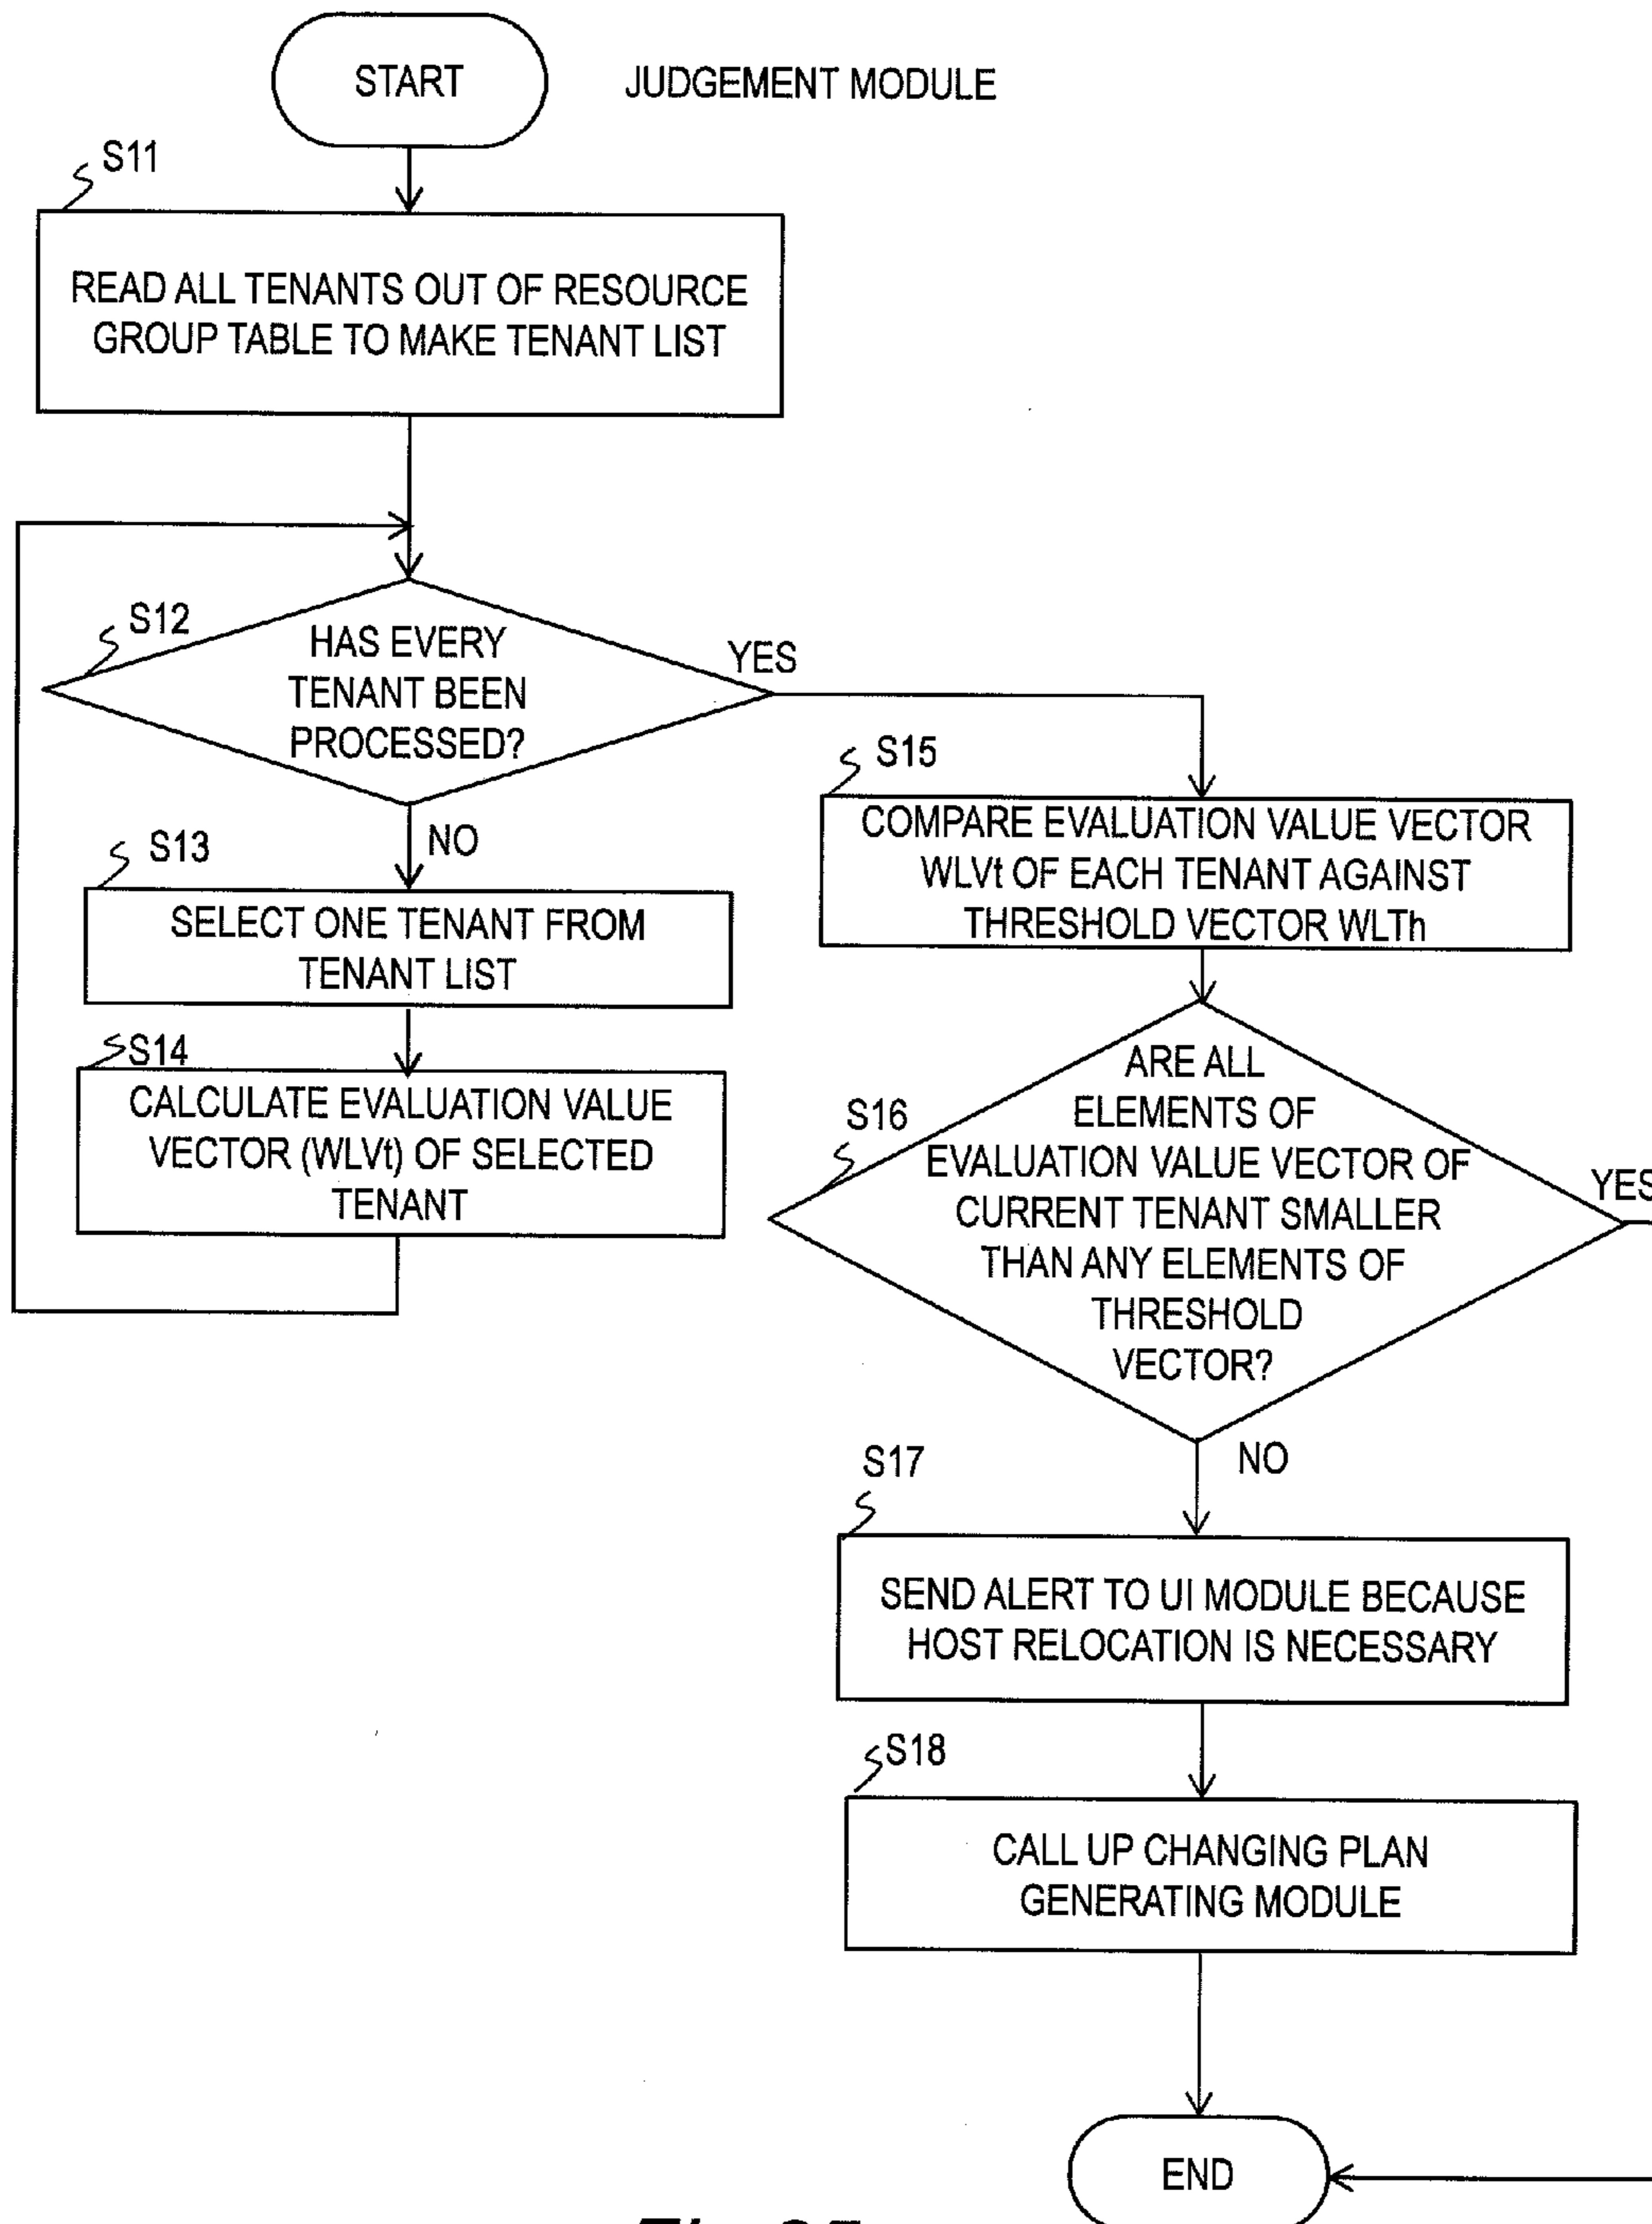 START
JUDGEMENT MODULE
S11
READ ALL TENANTS OUT OF RESOURCE
GROUP TABLE TO MAKE TENANT LIST
S12
HAS EVERY
TENANT BEEN
PROCESSED?
YES
NO
S13
SELECT ONE TENANT FROM
TENANT LIST
S14
CALCULATE EVALUATION VALUE
VECTOR (WLVt) OF SELECTED
TENANT
S15
COMPARE EVALUATION VALUE VECTOR
WLVt OF EACH TENANT AGAINST
THRESHOLD VECTOR WLTh
S16
ARE ALL
ELEMENTS OF
EVALUATION VALUE VECTOR OF
CURRENT TENANT SMALLER
THAN ANY ELEMENTS OF
THRESHOLD
VECTOR?
YES
NO
S17
SEND ALERT TO UI MODULE BECAUSE
HOST RELOCATION IS NECESSARY
S18
CALL UP CHANGING PLAN
GENERATING MODULE
END